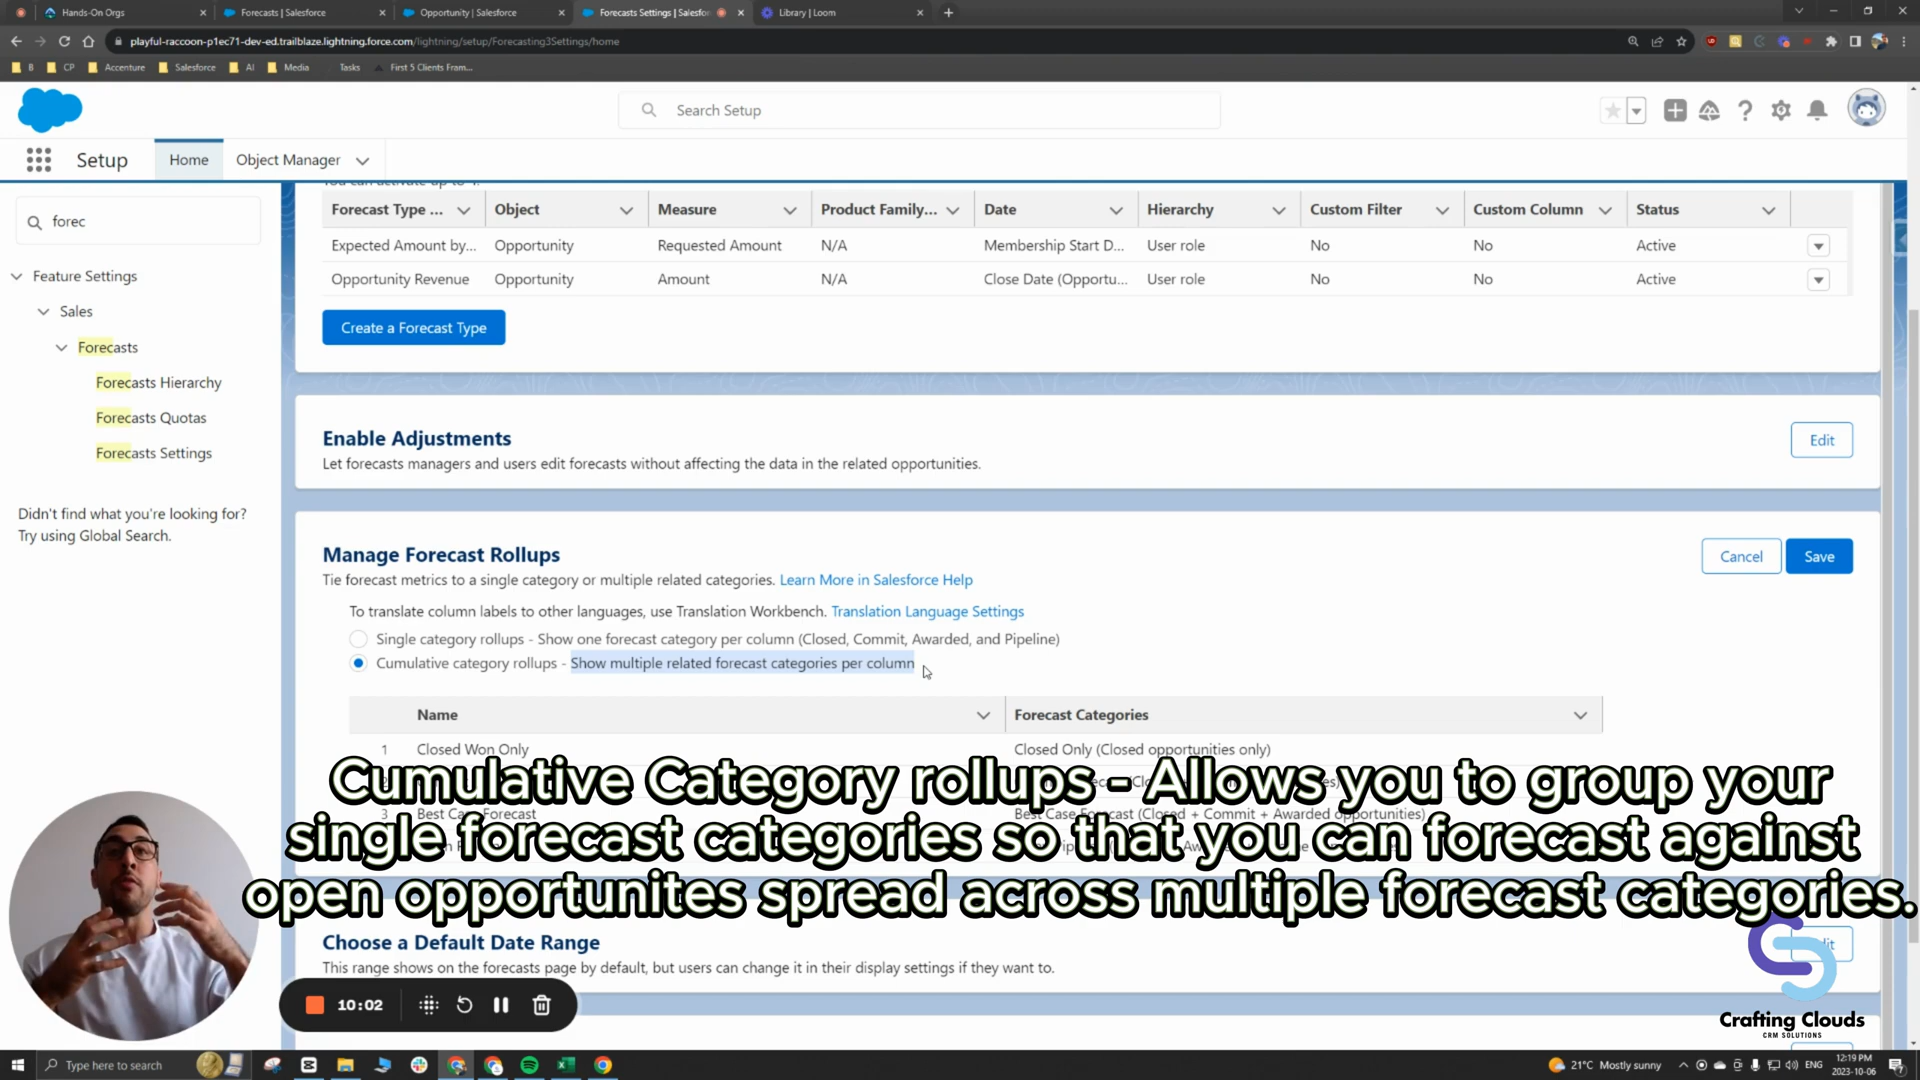 Hands-On Orgs
Forecasts | Salesforce
Opportunity | Salesforce
Forecasts Settings | Salesfor
Library | Loom
playful-raccoon-p1ec71-dev-ed.trailblaze.lightning.force.com/lightning/setup/Forecasting3Settings/home
B CP Accenture Salesforce AI Media Tasks First 5 Clients Fram...
Search Setup
Setup Home Object Manager
forec
Feature Settings
Sales
Forecasts
Forecasts Hierarchy
Forecasts Quotas
Forecasts Settings
Didn't find what you're looking for?
Try using Global Search.
Forecast Type ... Object Measure Product Family... Date Hierarchy Custom Filter Custom Column Status
Expected Amount by... Opportunity Requested Amount N/A Membership Start D... User role No No Active
Opportunity Revenue Opportunity Amount N/A Close Date (Opportu... User role No No Active
Create a Forecast Type
Enable Adjustments
Edit
Let forecasts managers and users edit forecasts without affecting the data in the related opportunities.
Manage Forecast Rollups
Cancel Save
Tie forecast metrics to a single category or multiple related categories. Learn More in Salesforce Help
To translate column labels to other languages, use Translation Workbench. Translation Language Settings
Single category rollups - Show one forecast category per column (Closed, Commit, Awarded, and Pipeline)
Cumulative category rollups - Show multiple related forecast categories per column
Name Forecast Categories
1 Closed Won Only Closed Only (Closed opportunities only)
3 Best Case Forecast Best Case Forecast (Closed + Commit + Awarded opportunities)
Cumulative Category rollups - Allows you to group your
single forecast categories so that you can forecast against
open opportunites spread across multiple forecast categories.
Choose a Default Date Range
This range shows on the forecasts page by default, but users can change it in their display settings if they want to.
10:02
Crafting Clouds
CRM SOLUTIONS
Type here to search
21°C Mostly sunny
ENG
12:19 PM
2023-10-06